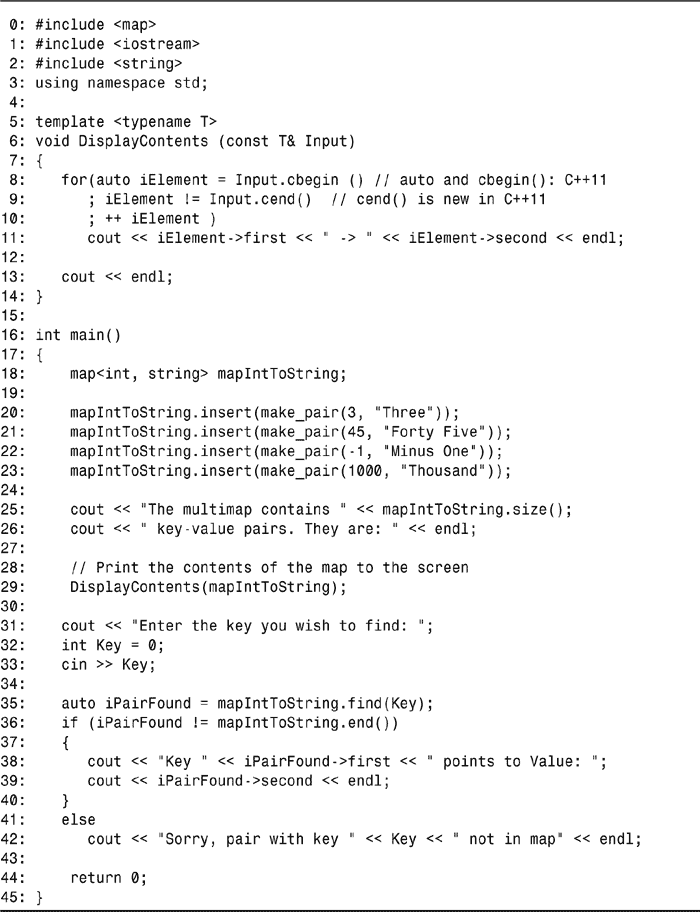 0: #include <map>
1: #include <iostream>
2: #include <string>
3: using namespace std;
4:
5: template <typename T>
6: void DisplayContents (const T& Input)
7: {
8:    for(auto iElement = Input.cbegin () // auto and cbegin(): C++11
9:       ; iElement != Input.cend()  // cend() is new in C++11
10:       ; ++ iElement )
11:       cout << iElement->first << " -> " << iElement->second << endl;
12:
13:    cout << endl;
14: }
15:
16: int main()
17: {
18:     map<int, string> mapIntToString;
19:
20:     mapIntToString.insert(make_pair(3, "Three"));
21:     mapIntToString.insert(make_pair(45, "Forty Five"));
22:     mapIntToString.insert(make_pair(-1, "Minus One"));
23:     mapIntToString.insert(make_pair(1000, "Thousand"));
24:
25:     cout << "The multimap contains " << mapIntToString.size();
26:     cout << " key-value pairs. They are: " << endl;
27:
28:     // Print the contents of the map to the screen
29:     DisplayContents(mapIntToString);
30:
31:    cout << "Enter the key you wish to find: ";
32:    int Key = 0;
33:    cin >> Key;
34:
35:    auto iPairFound = mapIntToString.find(Key);
36:    if (iPairFound != mapIntToString.end())
37:    {
38:       cout << "Key " << iPairFound->first << " points to Value: ";
39:       cout << iPairFound->second << endl;
40:    }
41:    else
42:       cout << "Sorry, pair with key " << Key << " not in map" << endl;
43:
44:     return 0;
45: }